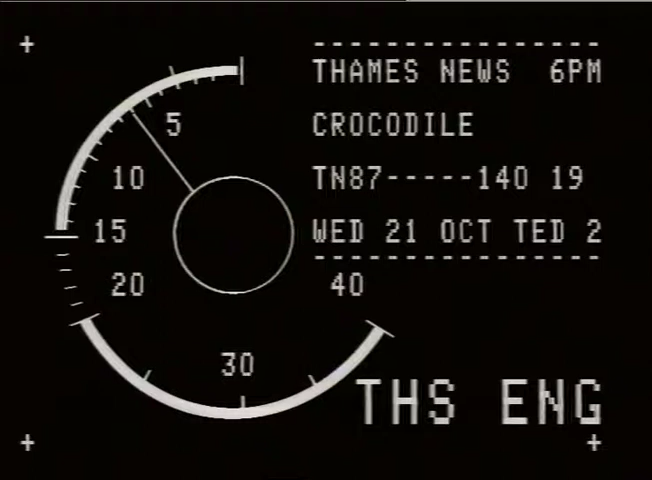 THAMES NEWS 6PM
CROCODILE
TN87-----140 19
WED 21 OCT TED 2
5
10
15
20
30
40
THS ENG